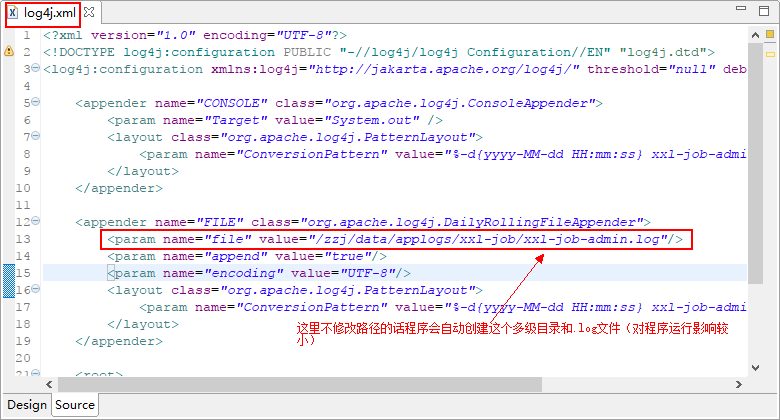 log4j.xml
1 <?xml version="1.0" encoding="UTF-8"?>
2 <!DOCTYPE log4j:configuration PUBLIC "-//log4j/log4j Configuration//EN" "log4j.dtd">
3 <log4j:configuration xmlns:log4j="http://jakarta.apache.org/log4j/" threshold="null" deb
4
5 <appender name="CONSOLE" class="org.apache.log4j.ConsoleAppender">
6 <param name="Target" value="System.out" />
7 <layout class="org.apache.log4j.PatternLayout">
8 <param name="ConversionPattern" value="%-d{yyyy-MM-dd HH:mm:ss} xxl-job-admi
9 </layout>
10 </appender>
11
12 <appender name="FILE" class="org.apache.log4j.DailyRollingFileAppender">
13 <param name="file" value="/zzj/data/applogs/xxl-job/xxl-job-admin.log"/>
14 <param name="append" value="true"/>
15 <param name="encoding" value="UTF-8"/>
16 <layout class="org.apache.log4j.PatternLayout">
17 <param name="ConversionPattern" value="%-d{yyyy-MM-dd HH:mm:ss} xxl-job-admi
18 </layout>
这里不修改路径的话程序会自动创建这个多级目录和.log文件（对程序运行影响较
小）
19 </appender>
20
21 <root>
Design Source